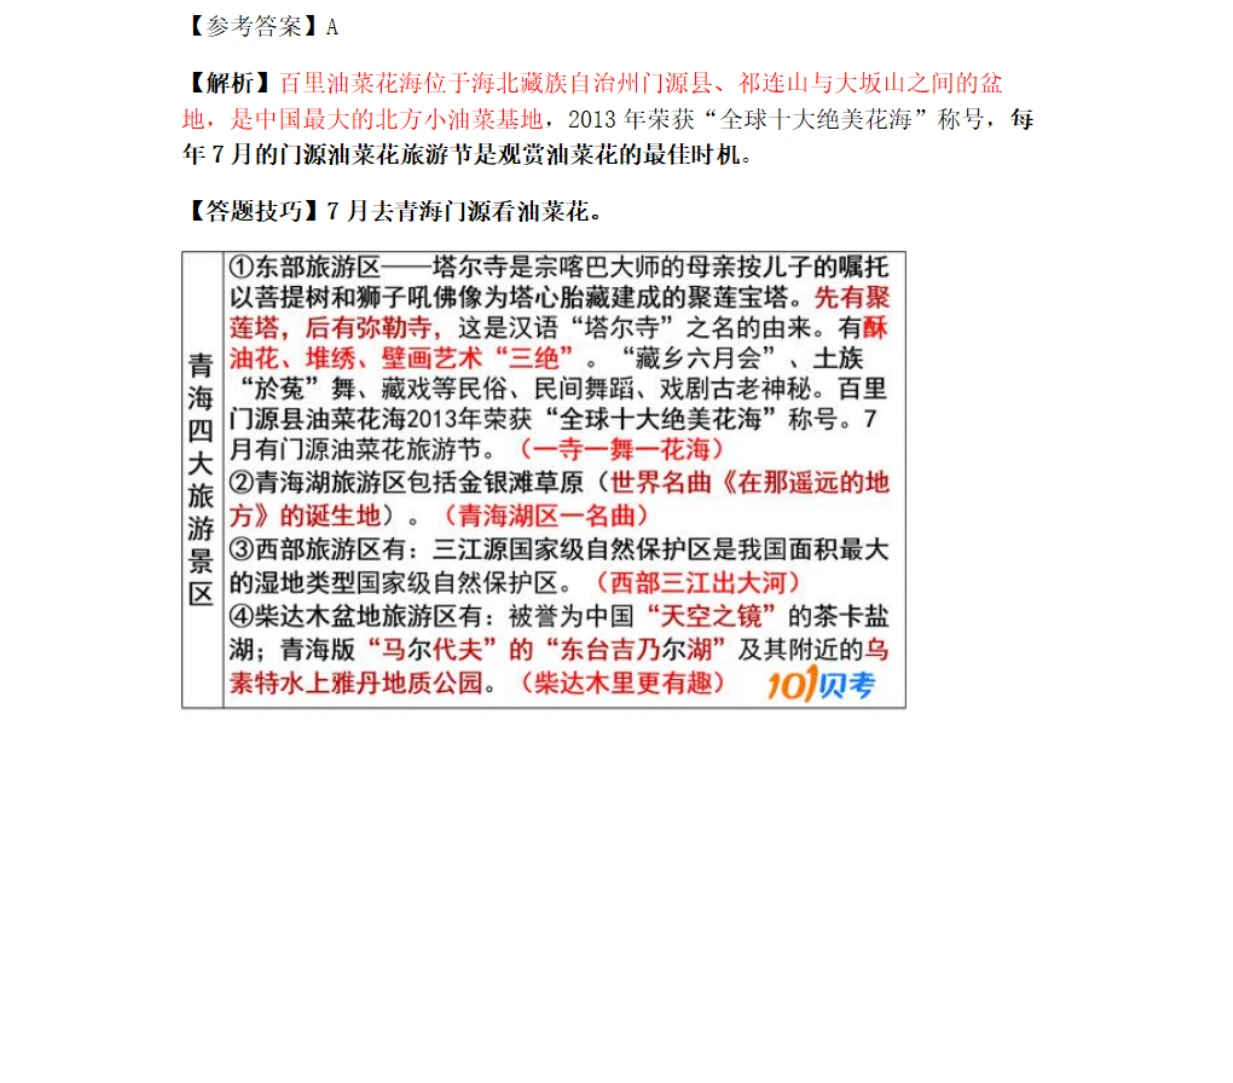 【参考答案】A
【解析】百里油菜花海位于海北藏族自治州门源县、祁连山与大坂山之间的盆
地，是中国最大的北方小油菜基地，2013 年荣获“全球十大绝美花海”称号，每
年 7 月的门源油菜花旅游节是观赏油菜花的最佳时机。
【答题技巧】7 月去青海门源看油菜花。
青海四大旅游景区
①东部旅游区——塔尔寺是宗喀巴大师的母亲按儿子的嘱托
以菩提树和狮子吼佛像为塔心胎藏建成的聚莲宝塔。先有聚
莲塔，后有弥勒寺，这是汉语“塔尔寺”之名的由来。有酥
油花、堆绣、壁画艺术“三绝”。“藏乡六月会”、土族
“於菟”舞、藏戏等民俗、民间舞蹈、戏剧古老神秘。百里
门源县油菜花海2013年荣获“全球十大绝美花海”称号。7
月有门源油菜花旅游节。（一寺一舞一花海）
②青海湖旅游区包括金银滩草原（世界名曲《在那遥远的地
方》的诞生地）。（青海湖区一名曲）
③西部旅游区有：三江源国家级自然保护区是我国面积最大
的湿地类型国家级自然保护区。（西部三江出大河）
④柴达木盆地旅游区有：被誉为中国“天空之镜”的茶卡盐
湖；青海版“马尔代夫”的“东台吉乃尔湖”及其附近的乌
素特水上雅丹地质公园。（柴达木里更有趣）
101贝考